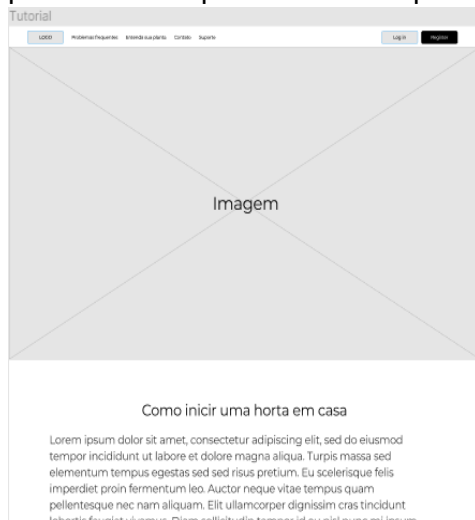 Tutorial
LOGO Problemas frequentes Entenda sua planta Contato Suporte Log in Register
Imagem
Como inicir uma horta em casa
Lorem ipsum dolor sit amet, consectetur adipiscing elit, sed do eiusmod
tempor incididunt ut labore et dolore magna aliqua. Turpis massa sed
elementum tempus egestas sed sed risus pretium. Eu scelerisque felis
imperdiet proin fermentum leo. Auctor neque vitae tempus quam
pellentesque nec nam aliquam. Elit ullamcorper dignissim cras tincidunt